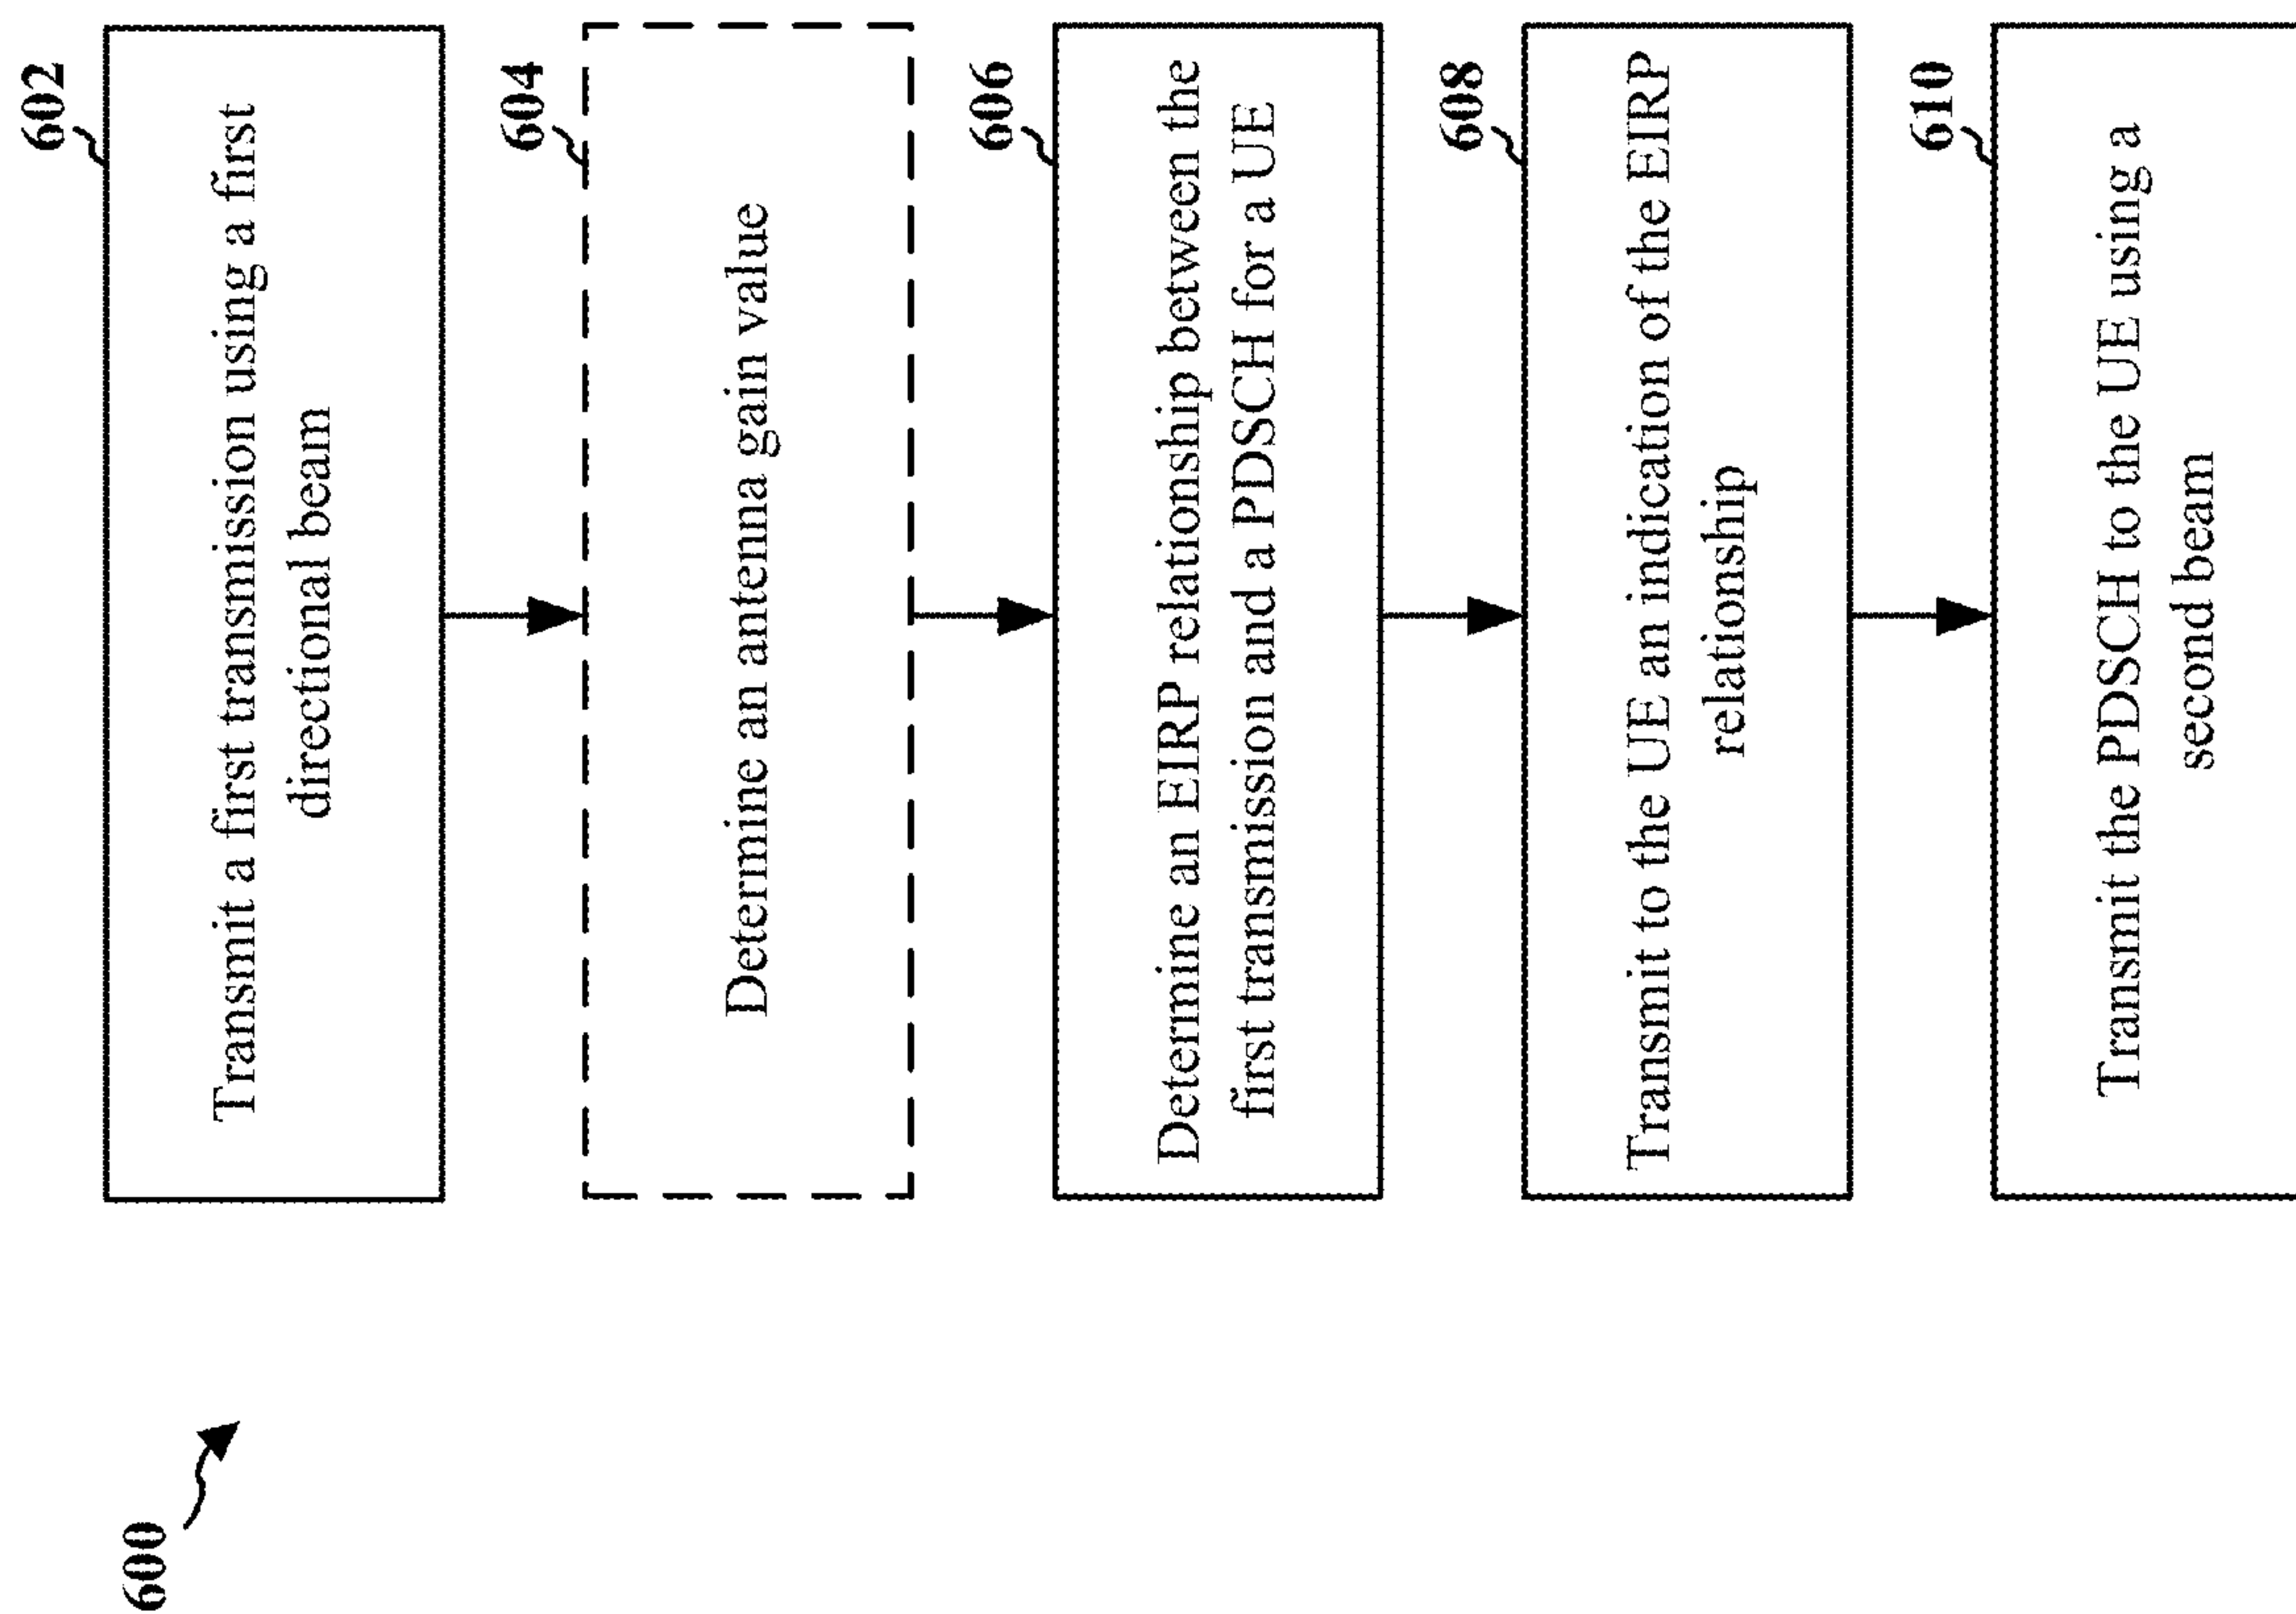 600
602
Transmit a first transmission using a first
directional beam
604
Determine an antenna gain value
606
Determine an EIRP relationship between the
first transmission and a PDSCH for a UE
608
Transmit to the UE an indication of the EIRP
relationship
610
Transmit the PDSCH to the UE using a
second beam